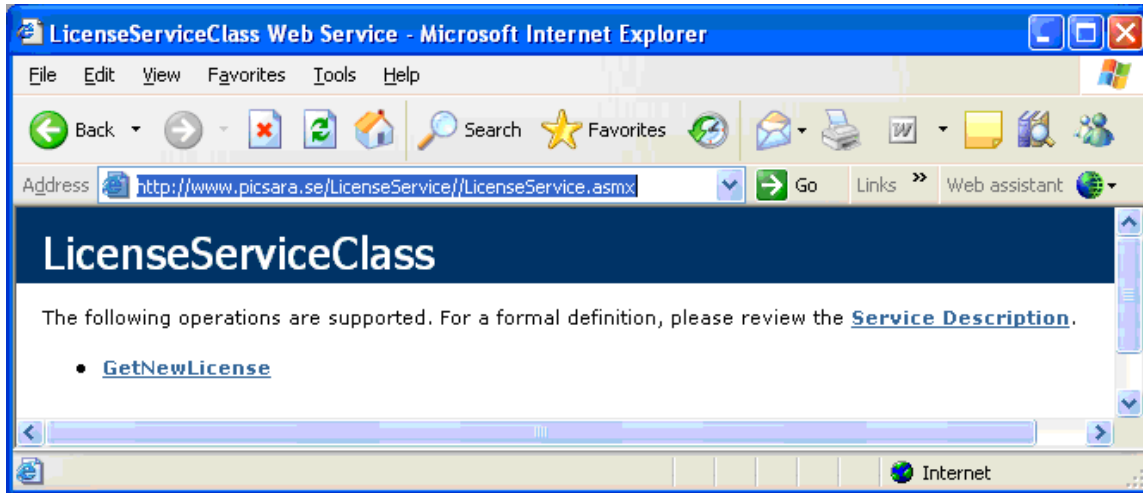 LicenseServiceClass Web Service - Microsoft Internet Explorer
File Edit View Favorites Tools Help
Back Search Favorites W
Address http://www.picsara.se/LicenseService//LicenseService.asmx Go Links » Web assistant
LicenseServiceClass
The following operations are supported. For a formal definition, please review the Service Description.
• GetNewLicense
Internet